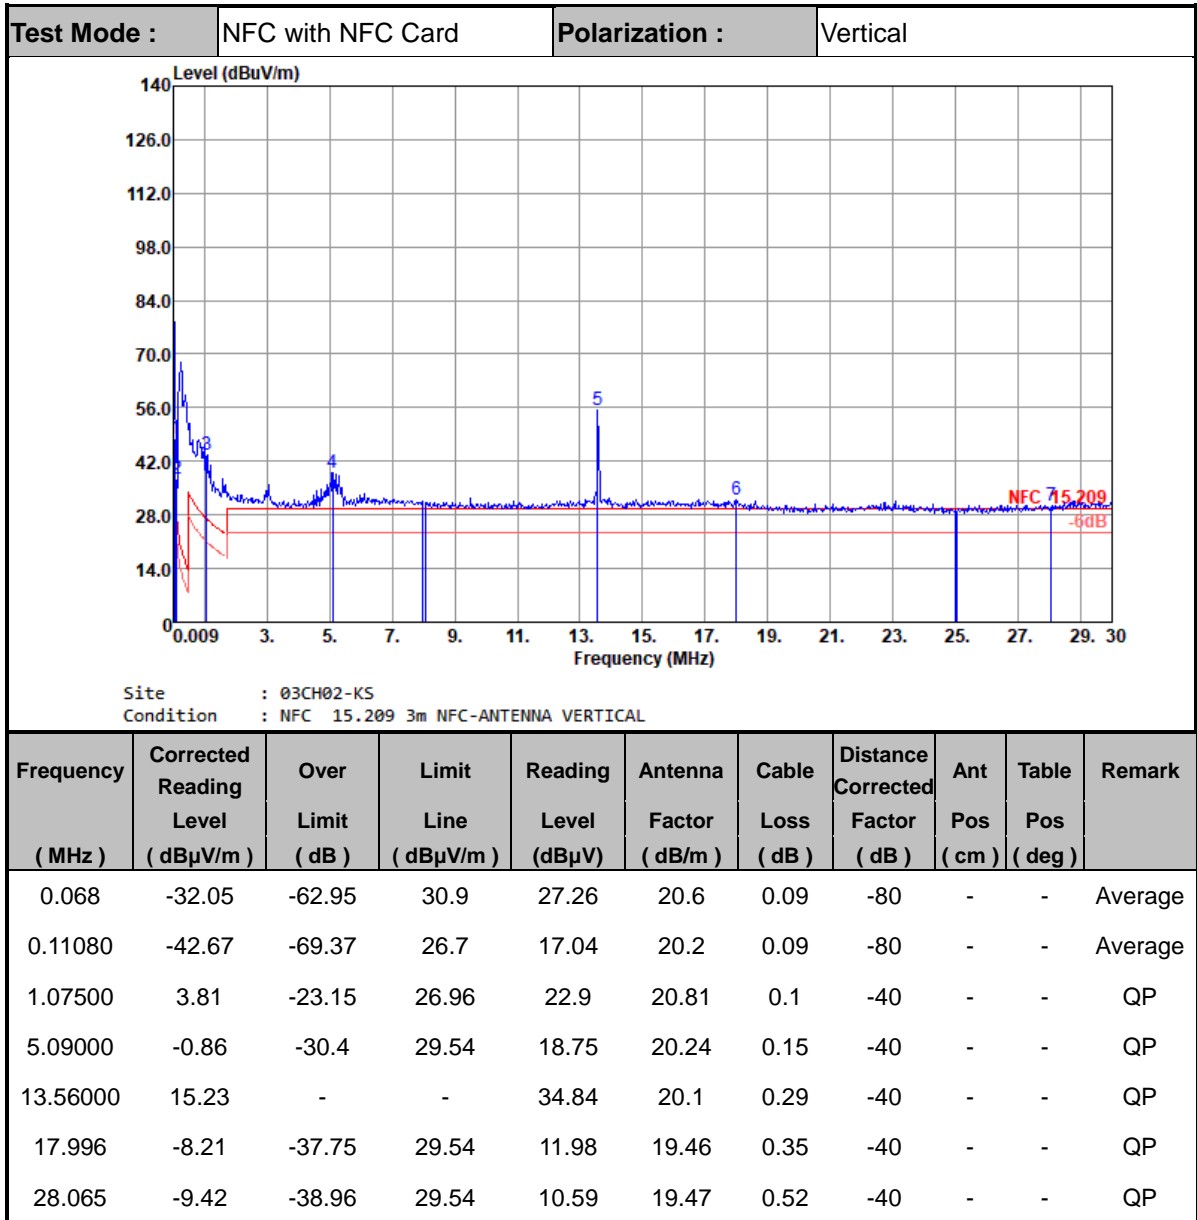 Test Mode : NFC with NFC Card Polarization : Vertical
Level (dBuV/m)
140
126.0
112.0
98.0
84.0
70.0
56.0
42.0
28.0
14.0
0
3
4
5
6
7
NFC 15.209
-6dB
0.009 3. 5. 7. 9. 11. 13. 15. 17. 19. 21. 23. 25. 27. 29. 30
Frequency (MHz)
Site : 03CH02-KS
Condition : NFC 15.209 3m NFC-ANTENNA VERTICAL
Frequency Corrected Reading Over Limit Reading Antenna Cable Distance Corrected Ant Table Remark
Level Limit Line Level Factor Loss Factor Pos Pos
( MHz ) ( dBµV/m ) ( dB ) ( dBµV/m ) (dBµV) ( dB/m ) ( dB ) ( dB ) ( cm ) ( deg )
0.068 -32.05 -62.95 30.9 27.26 20.6 0.09 -80 - - Average
0.11080 -42.67 -69.37 26.7 17.04 20.2 0.09 -80 - - Average
1.07500 3.81 -23.15 26.96 22.9 20.81 0.1 -40 - - QP
5.09000 -0.86 -30.4 29.54 18.75 20.24 0.15 -40 - - QP
13.56000 15.23 - - 34.84 20.1 0.29 -40 - - QP
17.996 -8.21 -37.75 29.54 11.98 19.46 0.35 -40 - - QP
28.065 -9.42 -38.96 29.54 10.59 19.47 0.52 -40 - - QP